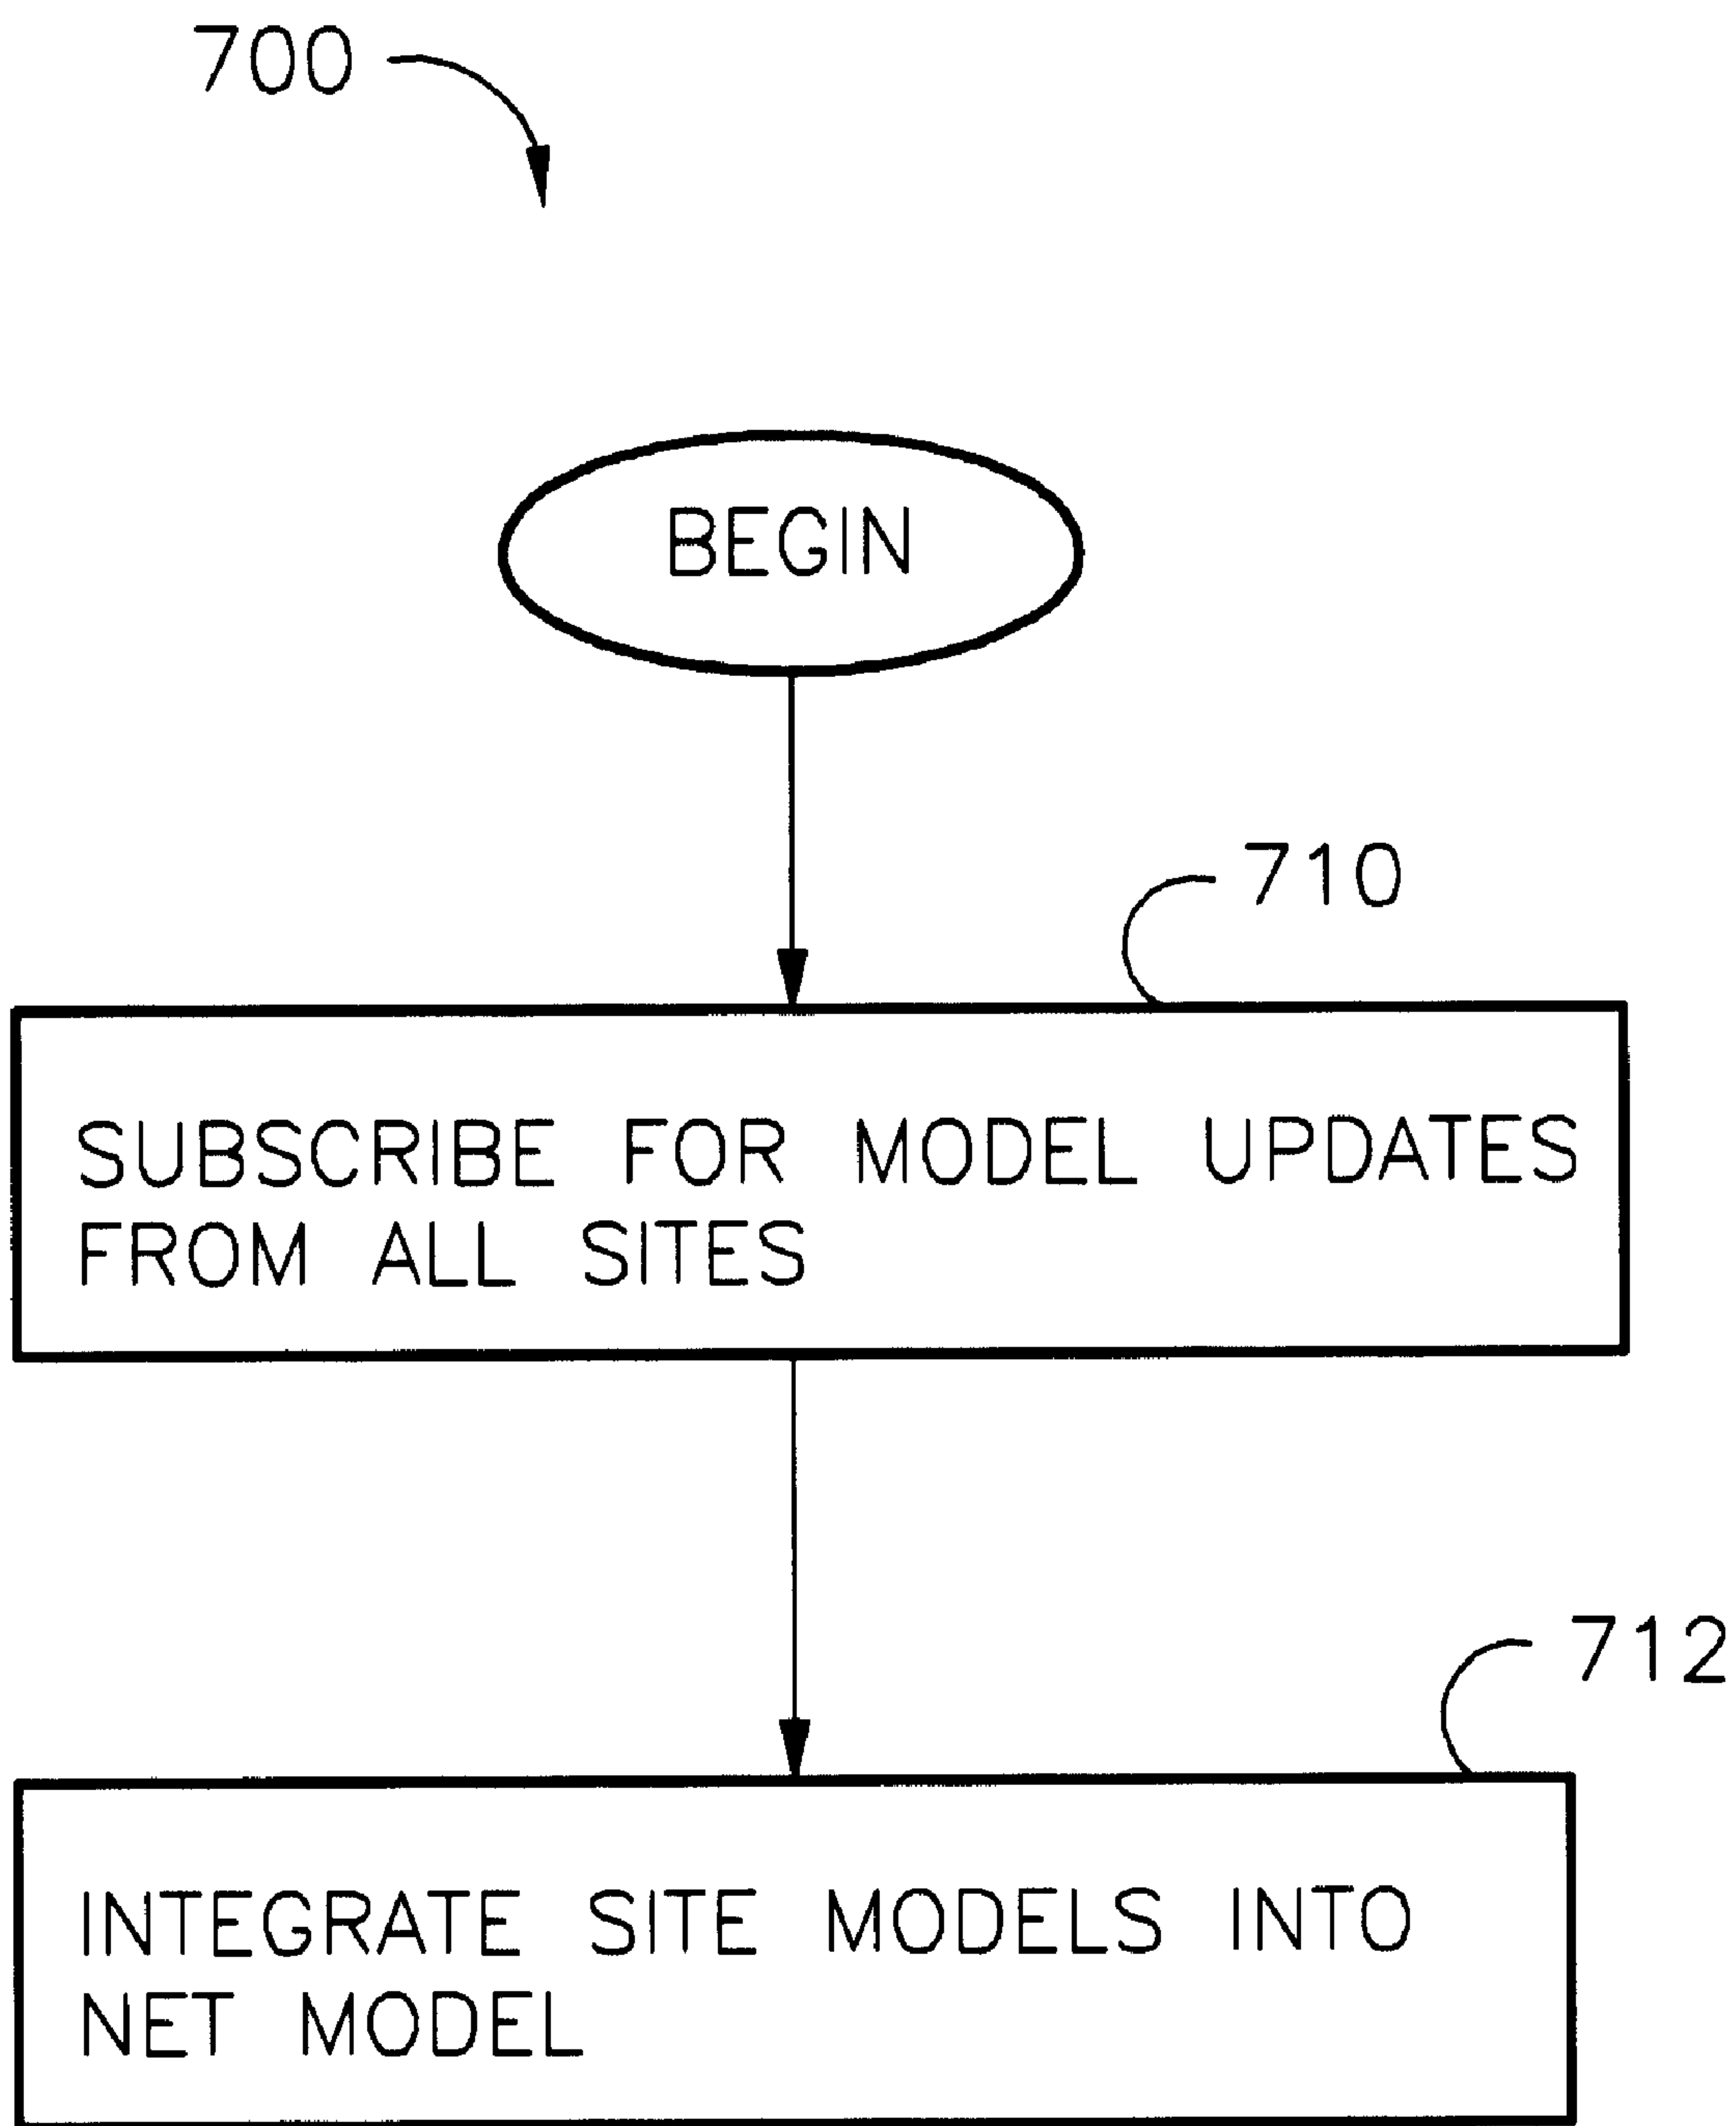 700
BEGIN
710
SUBSCRIBE FOR MODEL UPDATES
FROM ALL SITES
712
INTEGRATE SITE MODELS INTO
NET MODEL